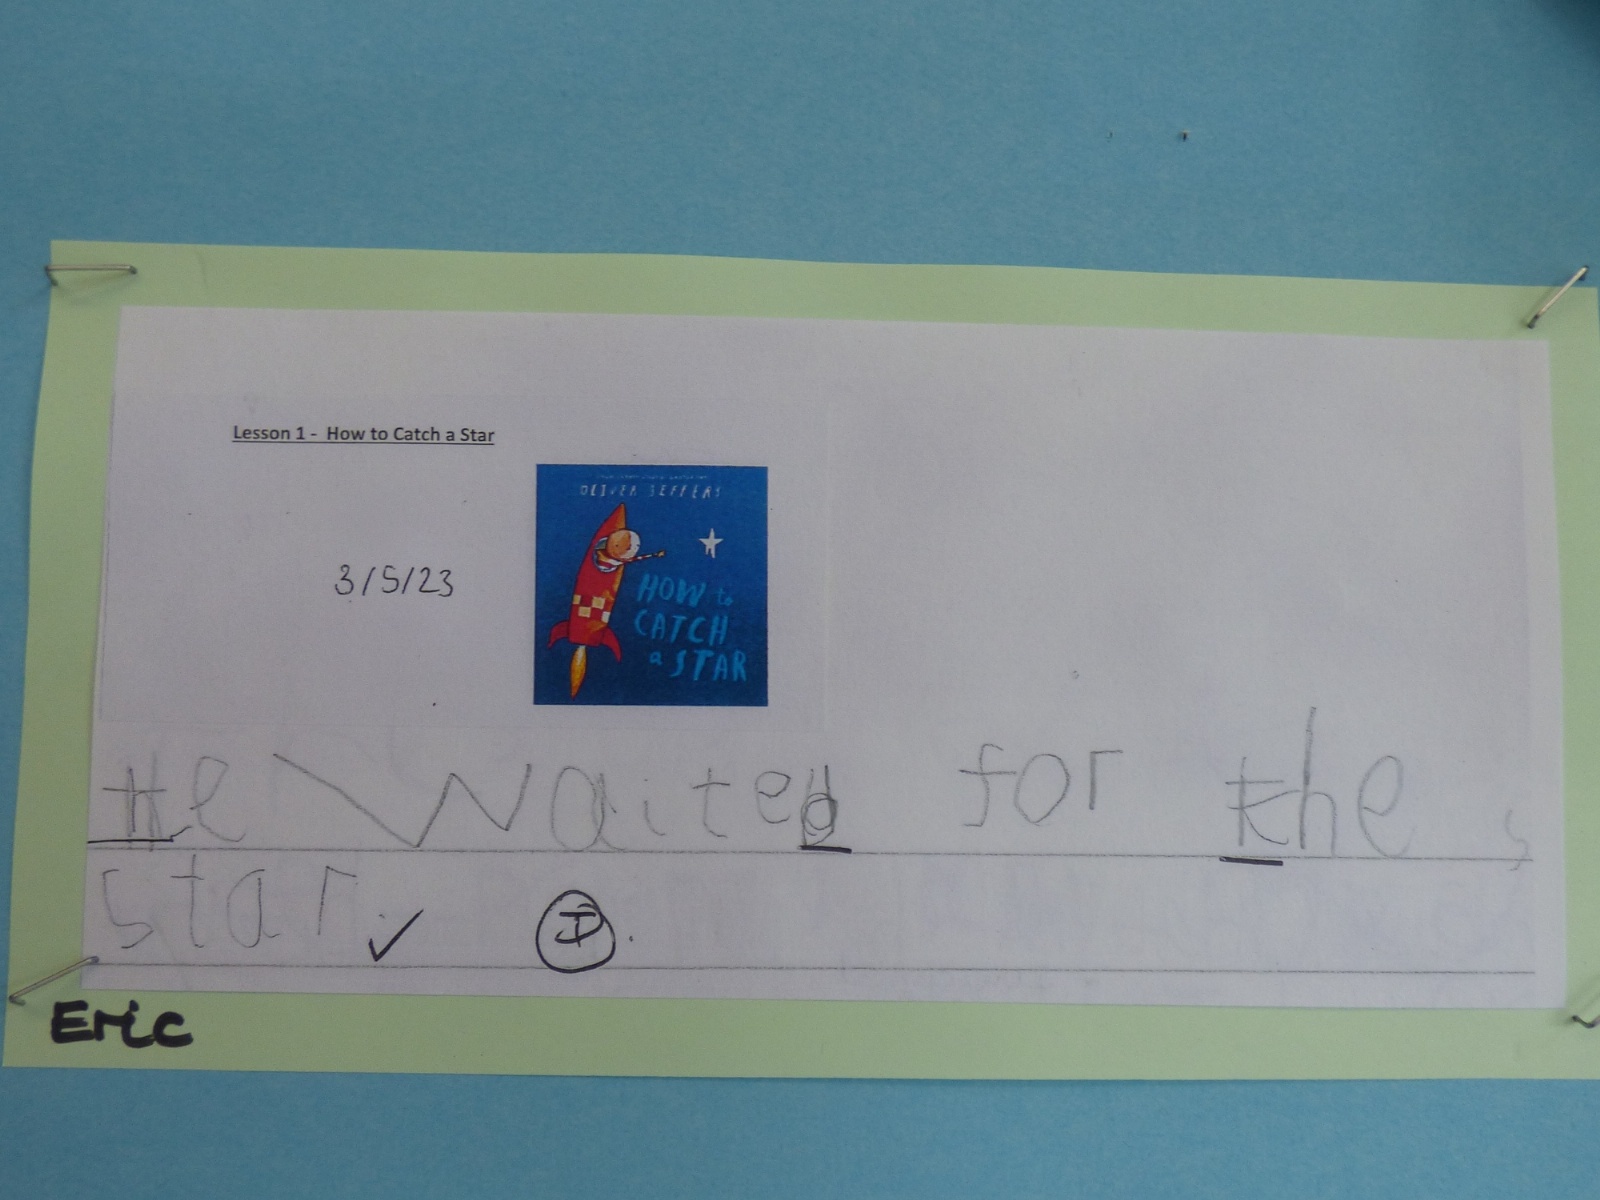 Lesson 1 - How to Catch a Star
OLIVER JEFFERS
HOW to
CATCH
a STAR
3/5/23
He waited for the s
star.
I
Eric